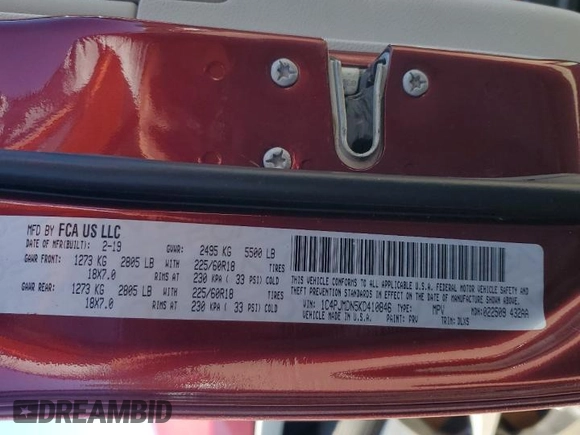 MFD BY FCA US LLC
DATE OF MFR(BUILT): 2-19 GVWR: 2495 KG 5500 LB
GAWR FRONT: 1273 KG 2805 LB WITH 225/60R18 TIRES
18X7.0 RIMS AT 230 KPA ( 33 PSI) COLD
GAWR REAR: 1273 KG 2805 LB WITH 225/60R18 TIRES
18X7.0 RIMS AT 230 KPA ( 33 PSI) COLD
THIS VEHICLE CONFORMS TO ALL APPLICABLE U.S.A. FEDERAL MOTOR VEHICLE SAFETY AND
THEFT PREVENTION STANDARDS IN EFFECT ON THE DATE OF MANUFACTURE SHOWN ABOVE.
VIN: 1C4PJMDN5KD410846 TYPE: MPV MDH: 022509 432AA
VEHICLE MADE IN U.S.A. PAINT: PRV TRIM: DLX9
DREAMBID